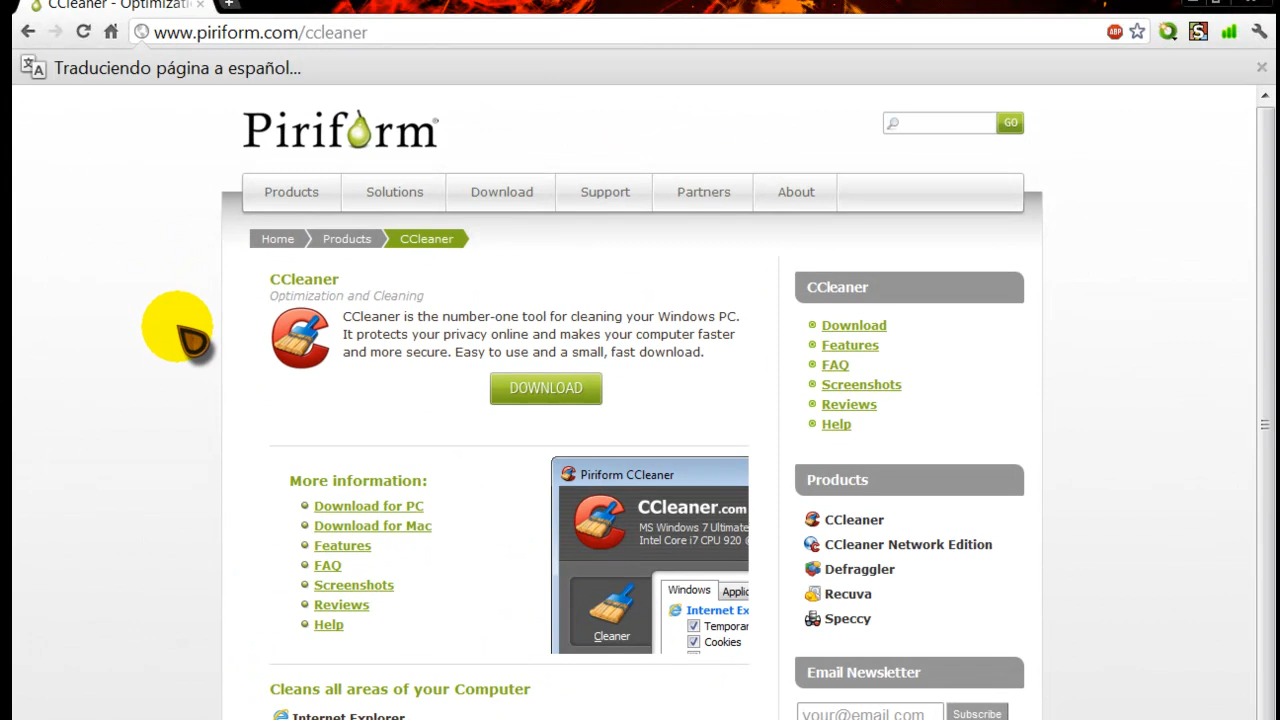 CCleaner - Optimizati
www.piriform.com/ccleaner
ABP
S
Traduciendo página a español...
Piriform®
GO
Products
Solutions
Download
Support
Partners
About
Home
Products
CCleaner
CCleaner
Optimization and Cleaning
CCleaner is the number-one tool for cleaning your Windows PC.
It protects your privacy online and makes your computer faster
and more secure. Easy to use and a small, fast download.
DOWNLOAD
More information:
Download for PC
Download for Mac
Features
FAQ
Screenshots
Reviews
Help
Piriform CCleaner
CCleaner.com
MS Windows 7 Ultimate
Intel Core i7 CPU 920 @
Cleaner
Windows
Applic
Internet Ex
Temporar
Cookies
Cleans all areas of your Computer
Internet Explorer
CCleaner
Download
Features
FAQ
Screenshots
Reviews
Help
Products
CCleaner
CCleaner Network Edition
Defraggler
Recuva
Speccy
Email Newsletter
your@email.com
Subscribe